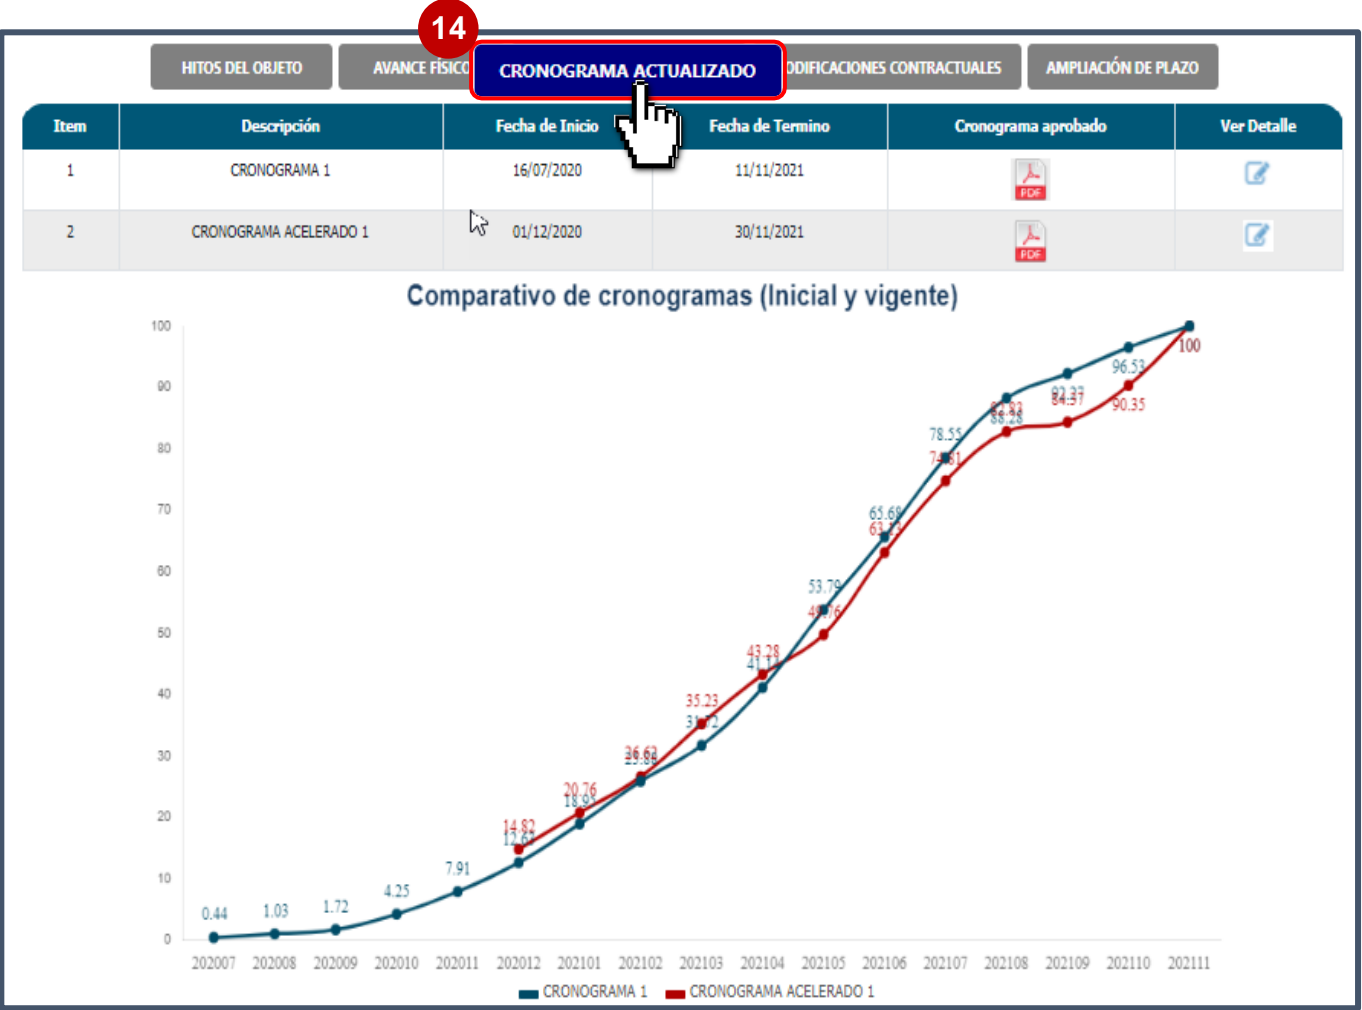 14
HITOS DEL OBJETO
AVANCE FÍSICO
CRONOGRAMA ACTUALIZADO
ODIFICACIONES CONTRACTUALES
AMPLIACIÓN DE PLAZO
Item Descripción Fecha de Inicio Fecha de Termino Cronograma aprobado Ver Detalle
1 CRONOGRAMA 1 16/07/2020 11/11/2021 PDF
2 CRONOGRAMA ACELERADO 1 01/12/2020 30/11/2021 PDF
Comparativo de cronogramas (Inicial y vigente)
100
90
80
70
60
50
40
30
20
10
0
0.44
1.03
1.72
4.25
7.91
14.82
20.76
18.95
26.62
35.23
43.28
53.79
65.68
63.13
78.55
88.28
96.53
90.35
100
202007 202008 202009 202010 202011 202012 202101 202102 202103 202104 202105 202106 202107 202108 202109 202110 202111
CRONOGRAMA 1 CRONOGRAMA ACELERADO 1